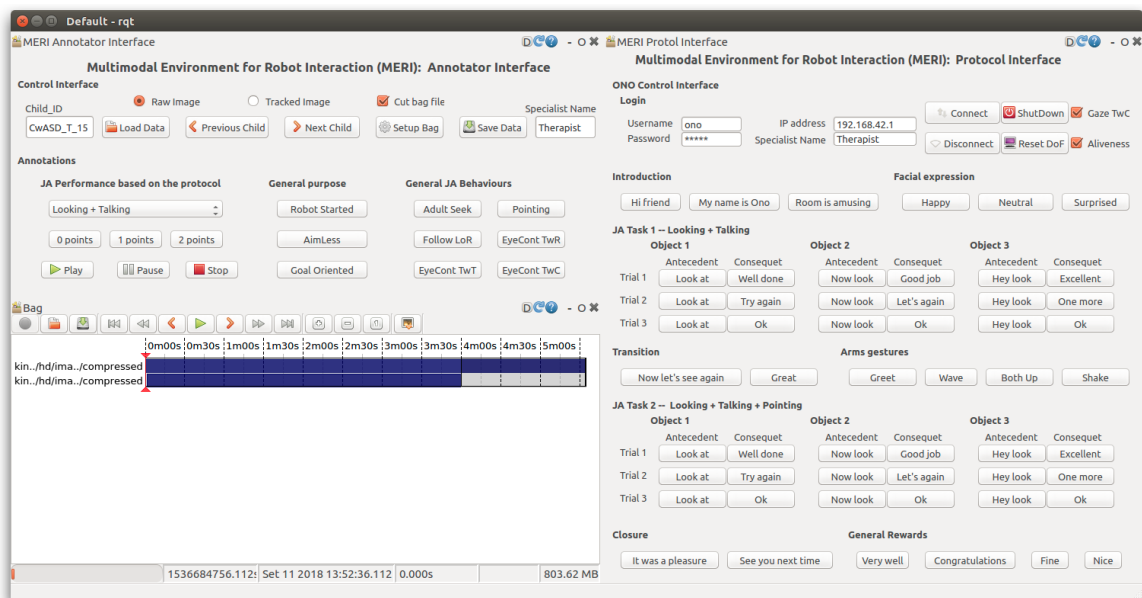 Default - rqt
MERI Annotator Interface
D - O
Multimodal Environment for Robot Interaction (MERI): Annotator Interface
Control Interface
Child_ID Raw Image Tracked Image Cut bag file Specialist Name
CwASD_T_15 Load Data Previous Child Next Child Setup Bag Save Data Therapist
Annotations
JA Performance based on the protocol General purpose General JA Behaviours
Looking + Talking Robot Started Adult Seek Pointing
0 points 1 points 2 points AimLess Follow LoR EyeCont TwR
Play Pause Stop Goal Oriented EyeCont TwT EyeCont TwC
Bag
D - O
0m00s 0m30s 1m00s 1m30s 2m00s 2m30s 3m00s 3m30s 4m00s 4m30s 5m00s
kin../hd/ima../compressed
kin../hd/ima../compressed
1536684756.112s Set 11 2018 13:52:36.112 0.000s 803.62 MB
MERI Protol Interface
D - O
Multimodal Environment for Robot Interaction (MERI): Protocol Interface
ONO Control Interface
Login
Username ono IP address 192.168.42.1 Connect ShutDown Gaze TwC
Password ***** Specialist Name Therapist Disconnect Reset DoF Aliveness
Introduction Facial expression
Hi friend My name is Ono Room is amusing Happy Neutral Surprised
JA Task 1 -- Looking + Talking
Object 1 Object 2 Object 3
Antecedent Consequet Antecedent Consequet Antecedent Consequet
Trial 1 Look at Well done Now look Good job Hey look Excellent
Trial 2 Look at Try again Now look Let's again Hey look One more
Trial 3 Look at Ok Now look Ok Hey look Ok
Transition Arms gestures
Now let's see again Great Greet Wave Both Up Shake
JA Task 2 -- Looking + Talking + Pointing
Object 1 Object 2 Object 3
Antecedent Consequet Antecedent Consequet Antecedent Consequet
Trial 1 Look at Well done Now look Good job Hey look Excellent
Trial 2 Look at Try again Now look Let's again Hey look One more
Trial 3 Look at Ok Now look Ok Hey look Ok
Closure General Rewards
It was a pleasure See you next time Very well Congratulations Fine Nice